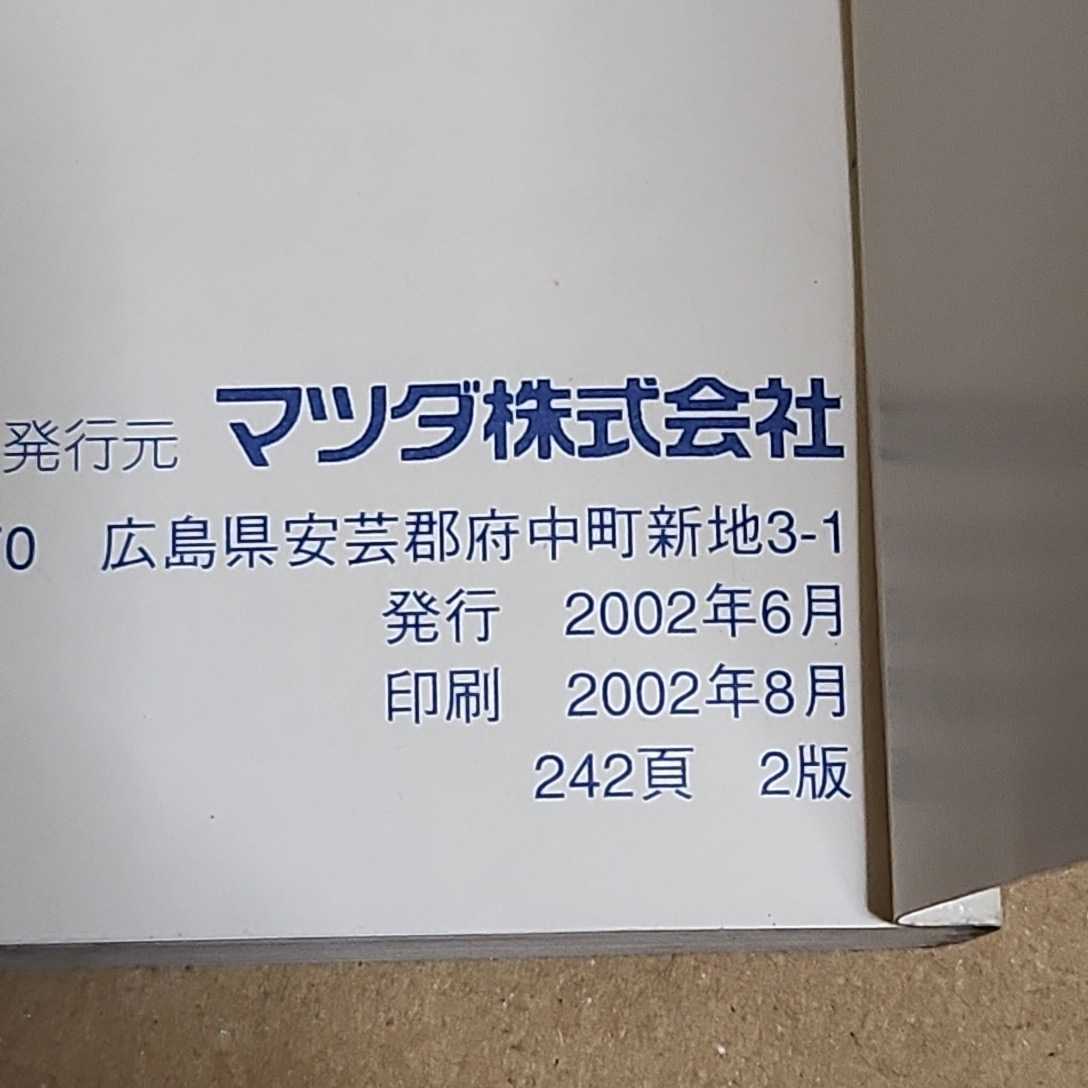 発行元 マツダ株式会社
70 広島県安芸郡府中町新地3-1
発行 2002年6月
印刷 2002年8月
242頁 2版